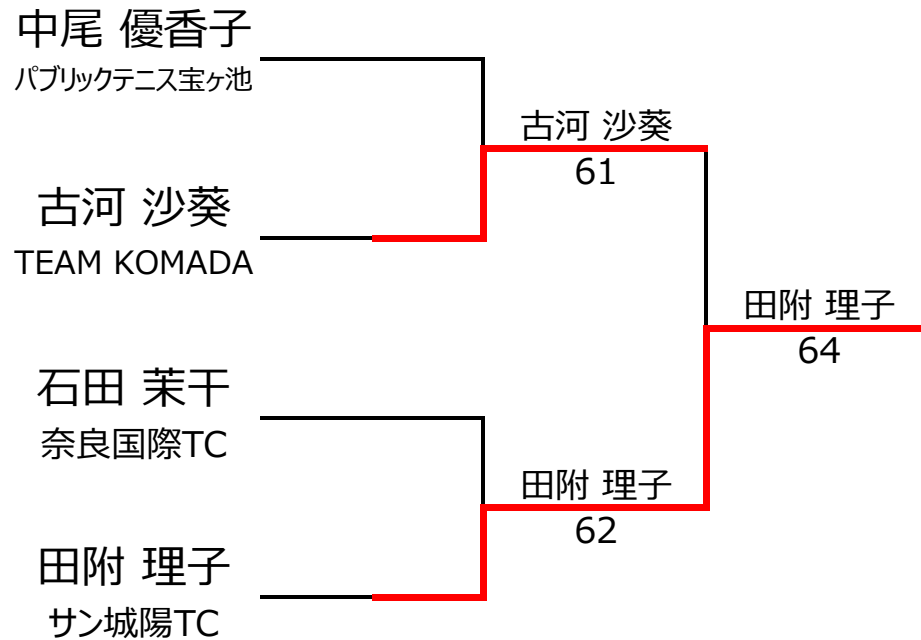 中尾 優香子
パブリックテニス宝ヶ池
古河 沙葵
61
古河 沙葵
TEAM KOMADA
田附 理子
64
石田 茉干
奈良国際TC
田附 理子
62
田附 理子
サン城陽TC